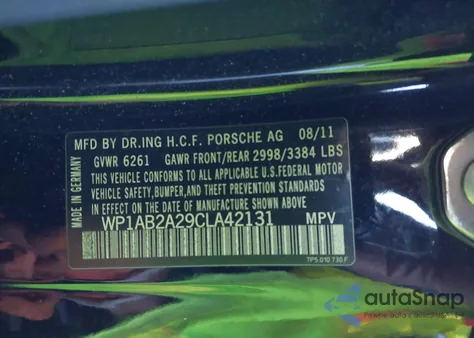 MFD BY DR.ING H.C.F. PORSCHE AG 08/11
GVWR 6261 GAWR FRONT/REAR 2998/3384 LBS
THIS VEHICLE CONFORMS TO ALL APPLICABLE U.S.FEDERAL MOTOR
VEHICLE SAFETY,BUMPER,AND THEFT PREVENTION STANDARDS
IN EFFECT ON THE DATE OF MANUFACTURE SHOWN ABOVE.
WP1AB2A29CLA42131 MPV
MADE IN GERMANY
7P5.010.730 F
autoSnap